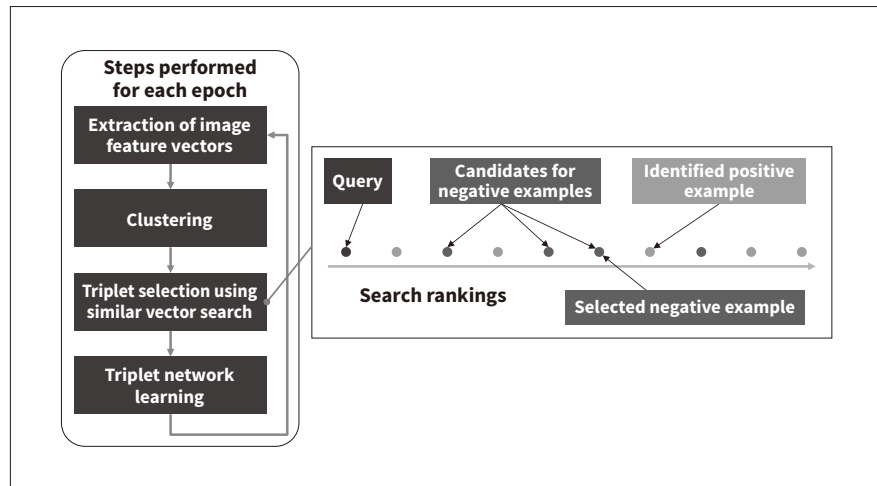 Steps performed
for each epoch
Extraction of image
feature vectors
Clustering
Triplet selection using
similar vector search
Triplet network
learning
Query
Candidates for
negative examples
Identified positive
example
Search rankings
Selected negative example